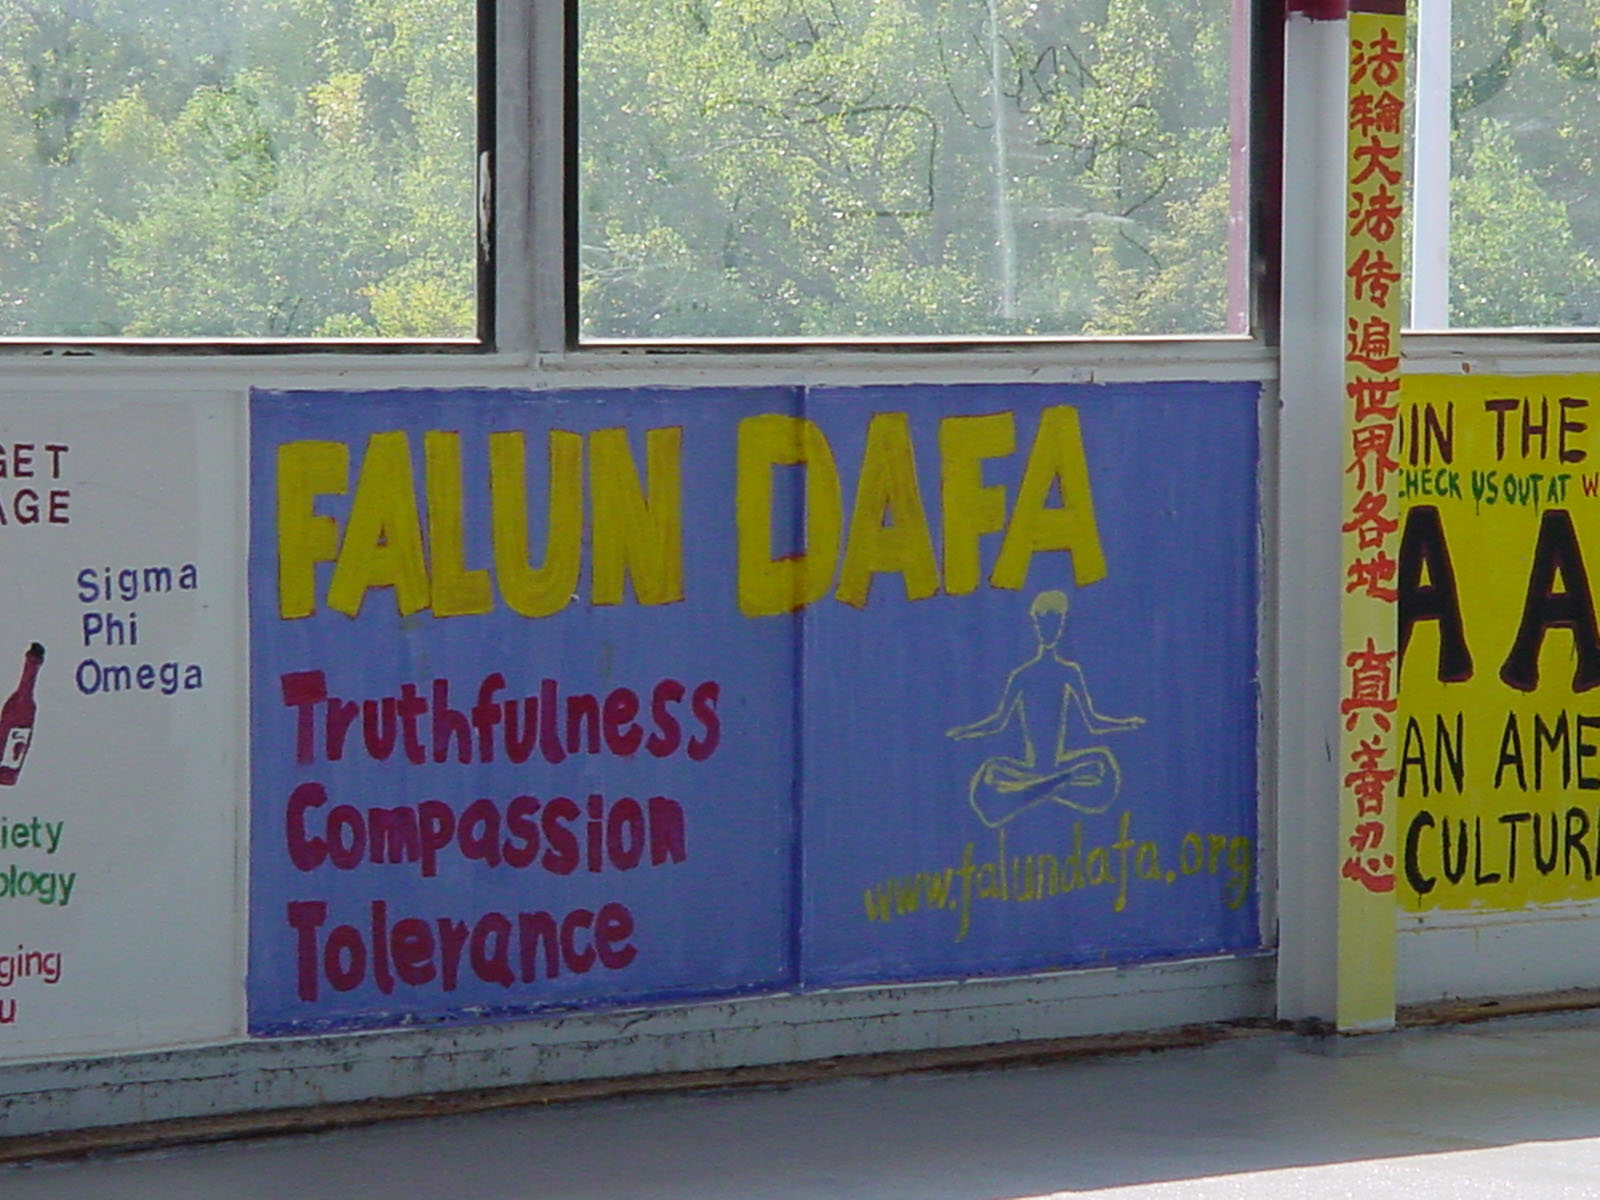 GET
AGE
Sigma
Phi
Omega
iety
ology
ging
u
FALUN DAFA
Truthfulness
Compassion
Tolerance
www.falundafa.org
法輪大法传遍世界各地 真善忍
IN THE
CHECK US OUT AT W
A A
AN AME
CULTUR